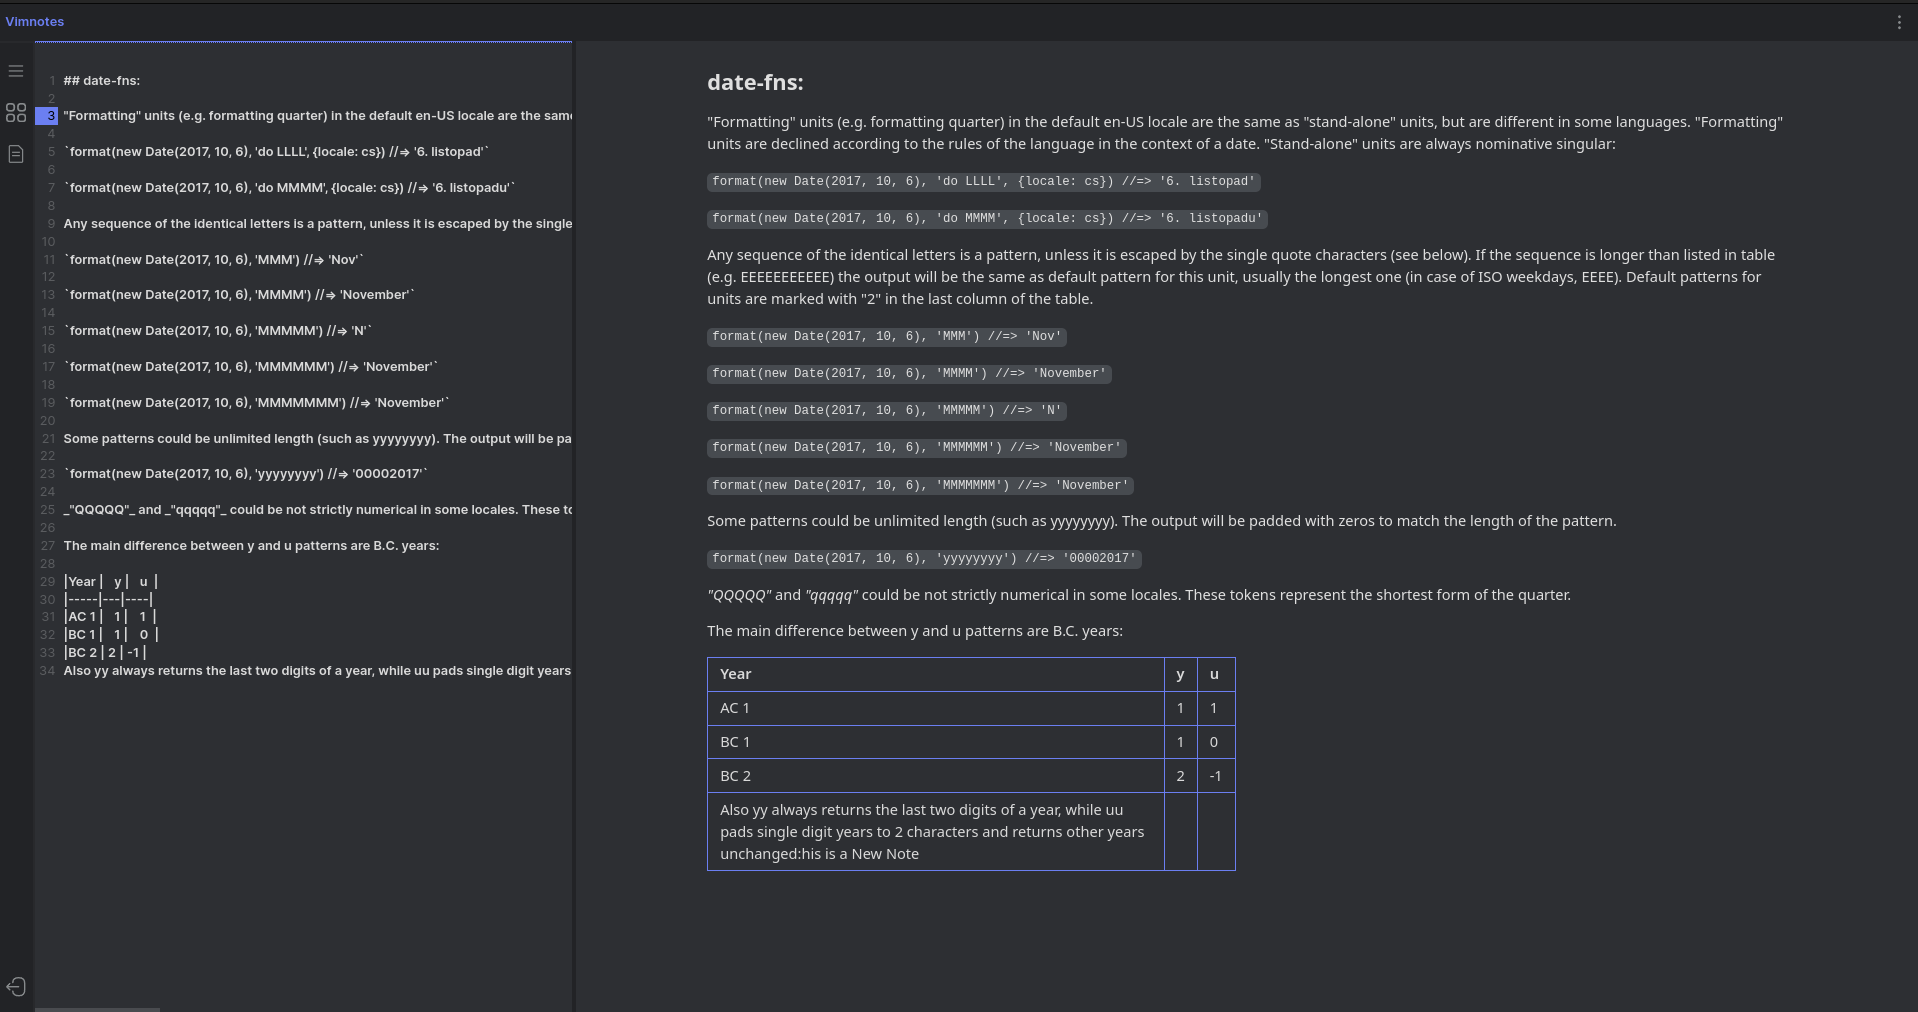 Vimnotes
1 ## date-fns:
2
3 "Formatting" units (e.g. formatting quarter) in the default en-US locale are the same
4
5 `format(new Date(2017, 10, 6), 'do LLLL', {locale: cs}) //=> '6. listopad'`
6
7 `format(new Date(2017, 10, 6), 'do MMMM', {locale: cs}) //=> '6. listopadu'`
8
9 Any sequence of the identical letters is a pattern, unless it is escaped by the single
10
11 `format(new Date(2017, 10, 6), 'MMM') //=> 'Nov'`
12
13 `format(new Date(2017, 10, 6), 'MMMM') //=> 'November'`
14
15 `format(new Date(2017, 10, 6), 'MMMMM') //=> 'N'`
16
17 `format(new Date(2017, 10, 6), 'MMMMMM') //=> 'November'`
18
19 `format(new Date(2017, 10, 6), 'MMMMMMM') //=> 'November'`
20
21 Some patterns could be unlimited length (such as yyyyyyyy). The output will be pa
22
23 `format(new Date(2017, 10, 6), 'yyyyyyyy') //=> '00002017'`
24
25 _"QQQQQ"_ and _"qqqqq"_ could be not strictly numerical in some locales. These to
26
27 The main difference between y and u patterns are B.C. years:
28
29 |Year | y | u |
30 |-----|---|----|
31 |AC 1 | 1 | 1 |
32 |BC 1 | 1 | 0 |
33 |BC 2 | 2 | -1 |
34 Also yy always returns the last two digits of a year, while uu pads single digit years
date-fns:
"Formatting" units (e.g. formatting quarter) in the default en-US locale are the same as "stand-alone" units, but are different in some languages. "Formatting"
units are declined according to the rules of the language in the context of a date. "Stand-alone" units are always nominative singular:
format(new Date(2017, 10, 6), 'do LLLL', {locale: cs}) //=> '6. listopad'
format(new Date(2017, 10, 6), 'do MMMM', {locale: cs}) //=> '6. listopadu'
Any sequence of the identical letters is a pattern, unless it is escaped by the single quote characters (see below). If the sequence is longer than listed in table
(e.g. EEEEEEEEEEE) the output will be the same as default pattern for this unit, usually the longest one (in case of ISO weekdays, EEEE). Default patterns for
units are marked with "2" in the last column of the table.
format(new Date(2017, 10, 6), 'MMM') //=> 'Nov'
format(new Date(2017, 10, 6), 'MMMM') //=> 'November'
format(new Date(2017, 10, 6), 'MMMMM') //=> 'N'
format(new Date(2017, 10, 6), 'MMMMMM') //=> 'November'
format(new Date(2017, 10, 6), 'MMMMMMM') //=> 'November'
Some patterns could be unlimited length (such as yyyyyyyy). The output will be padded with zeros to match the length of the pattern.
format(new Date(2017, 10, 6), 'yyyyyyyy') //=> '00002017'
"QQQQQ" and "qqqqq" could be not strictly numerical in some locales. These tokens represent the shortest form of the quarter.
The main difference between y and u patterns are B.C. years:
Year y u
AC 1 1 1
BC 1 1 0
BC 2 2 -1
Also yy always returns the last two digits of a year, while uu
pads single digit years to 2 characters and returns other years
unchanged:his is a New Note